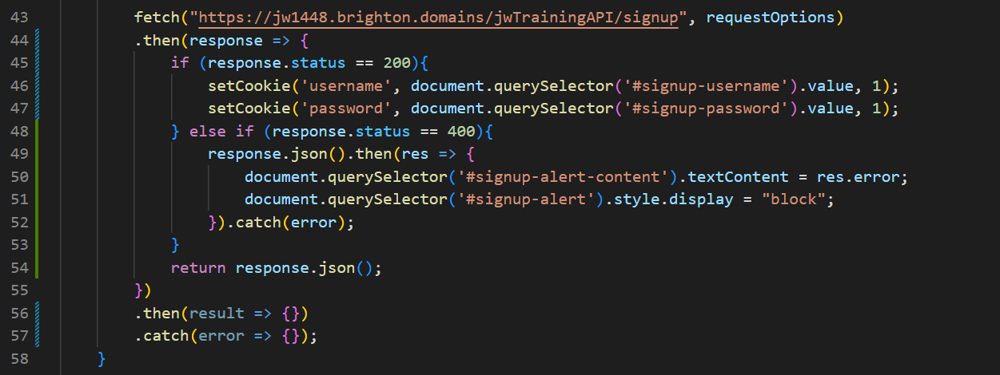 43 fetch("https://jw1448.brighton.domains/jwTrainingAPI/signup", requestOptions)
44 .then(response => {
45 if (response.status == 200){
46 setCookie('username', document.querySelector('#signup-username').value, 1);
47 setCookie('password', document.querySelector('#signup-password').value, 1);
48 } else if (response.status == 400){
49 response.json().then(res => {
50 document.querySelector('#signup-alert-content').textContent = res.error;
51 document.querySelector('#signup-alert').style.display = "block";
52 }).catch(error);
53 }
54 return response.json();
55 })
56 .then(result => {})
57 .catch(error => {});
58 }